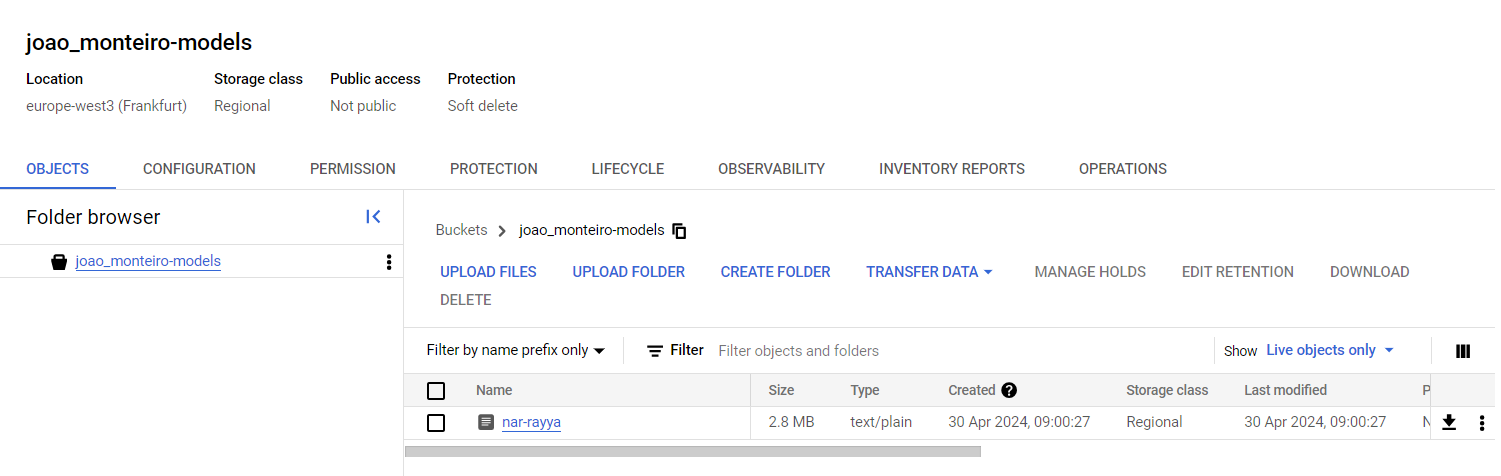 joao_monteiro-models
Location Storage class Public access Protection
europe-west3 (Frankfurt) Regional Not public Soft delete
OBJECTS CONFIGURATION PERMISSION PROTECTION LIFECYCLE OBSERVABILITY INVENTORY REPORTS OPERATIONS
Folder browser
joao_monteiro-models
Buckets joao_monteiro-models
UPLOAD FILES UPLOAD FOLDER CREATE FOLDER TRANSFER DATA MANAGE HOLDS EDIT RETENTION DOWNLOAD
DELETE
Filter by name prefix only Filter Filter objects and folders Show Live objects only
Name Size Type Created Storage class Last modified P
nar-rayya 2.8 MB text/plain 30 Apr 2024, 09:00:27 Regional 30 Apr 2024, 09:00:27 N